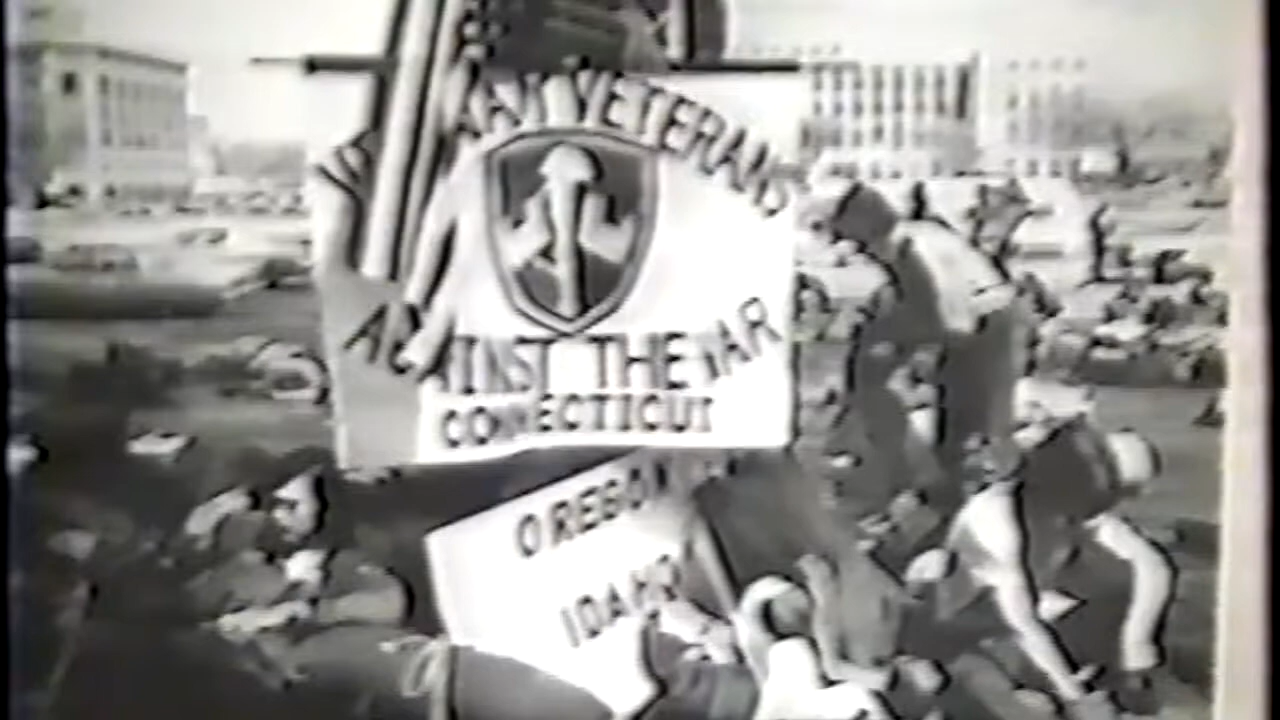 VETERANS
AGAINST THE WAR
CONNECTICUT
OREGON
IDAHO